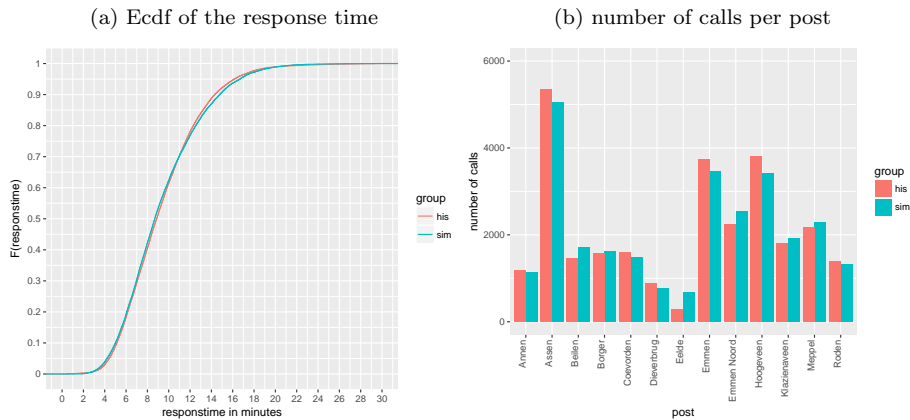 (a) Ecdf of the response time
1
0.9
0.8
0.7
0.6
0.5
0.4
0.3
0.2
0.1
0
F(responstime)
0 2 4 6 8 10 12 14 16 18 20 22 24 26 28 30
responstime in minutes
group
his
sim
(b) number of calls per post
6000
4000
2000
0
number of calls
Annen
Assen
Beilen
Borger
Coevorden
Dieverbrug
Eelde
Emmen
Emmen Noord
Hoogeveen
Klazienaveen
Meppel
Roden
post
group
his
sim